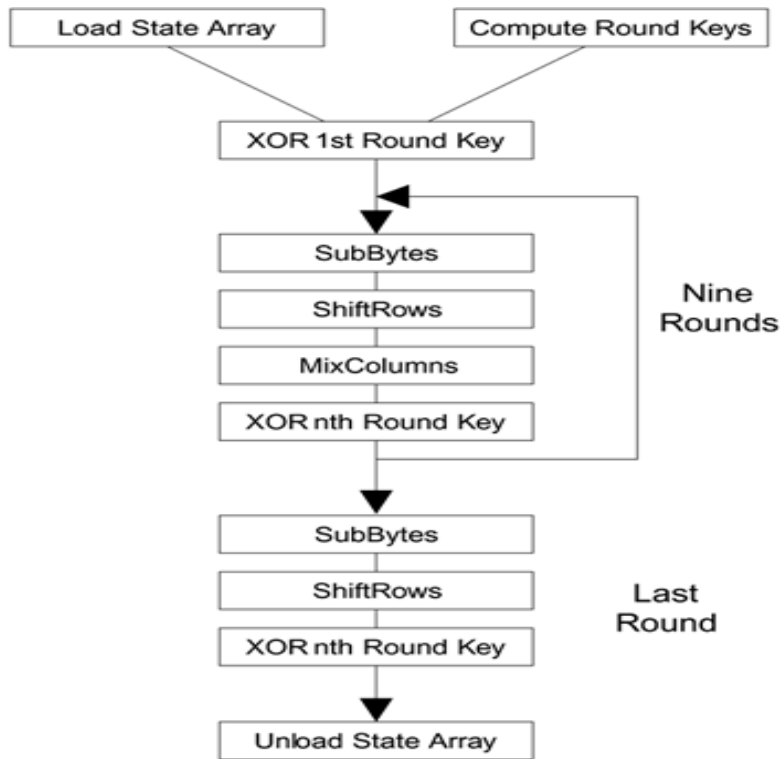 Load State Array
Compute Round Keys
XOR 1st Round Key
SubBytes
ShiftRows
MixColumns
XOR nth Round Key
Nine
Rounds
SubBytes
ShiftRows
XOR nth Round Key
Last
Round
Unload State Array